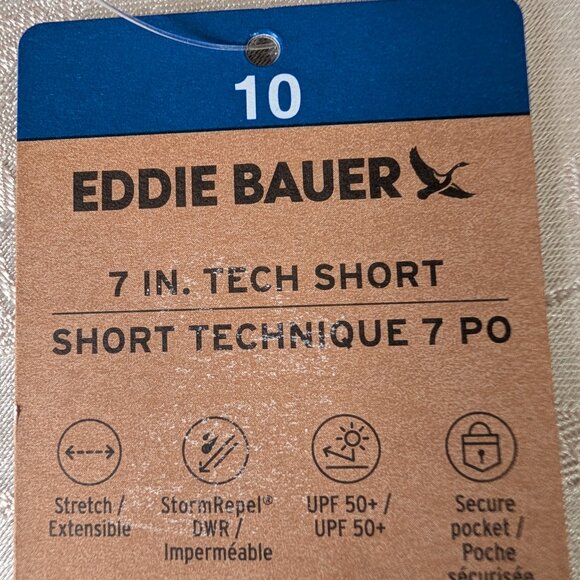 10
EDDIE BAUER
7 IN. TECH SHORT
SHORT TECHNIQUE 7 PO
Stretch /
Extensible
StormRepel®
DWR /
Imperméable
UPF 50+ /
UPF 50+
Secure
pocket /
Poche
sécurisée